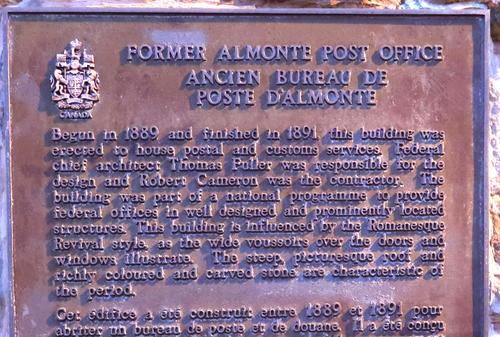 FORMER ALMONTE POST OFFICE
ANCIEN BUREAU DE
POSTE D'ALMONTE
CANADA
Begun in 1889 and finished in 1891, this building was
erected to house postal and customs services. Federal
chief architect Thomas Fuller was responsible for the
design and Robert Cameron was the contractor. The
building was part of a national programme to provide
federal offices in well designed and prominently located
structures. This building is influenced by the Romanesque
Revival style, as the wide voussoirs over the doors and
windows illustrate. The steep, picturesque roof and
richly coloured and carved stone are characteristic of
the period.
Cet édifice a été construit entre 1889 et 1891 pour
abriter un bureau de poste et de douane. Il a été conçu